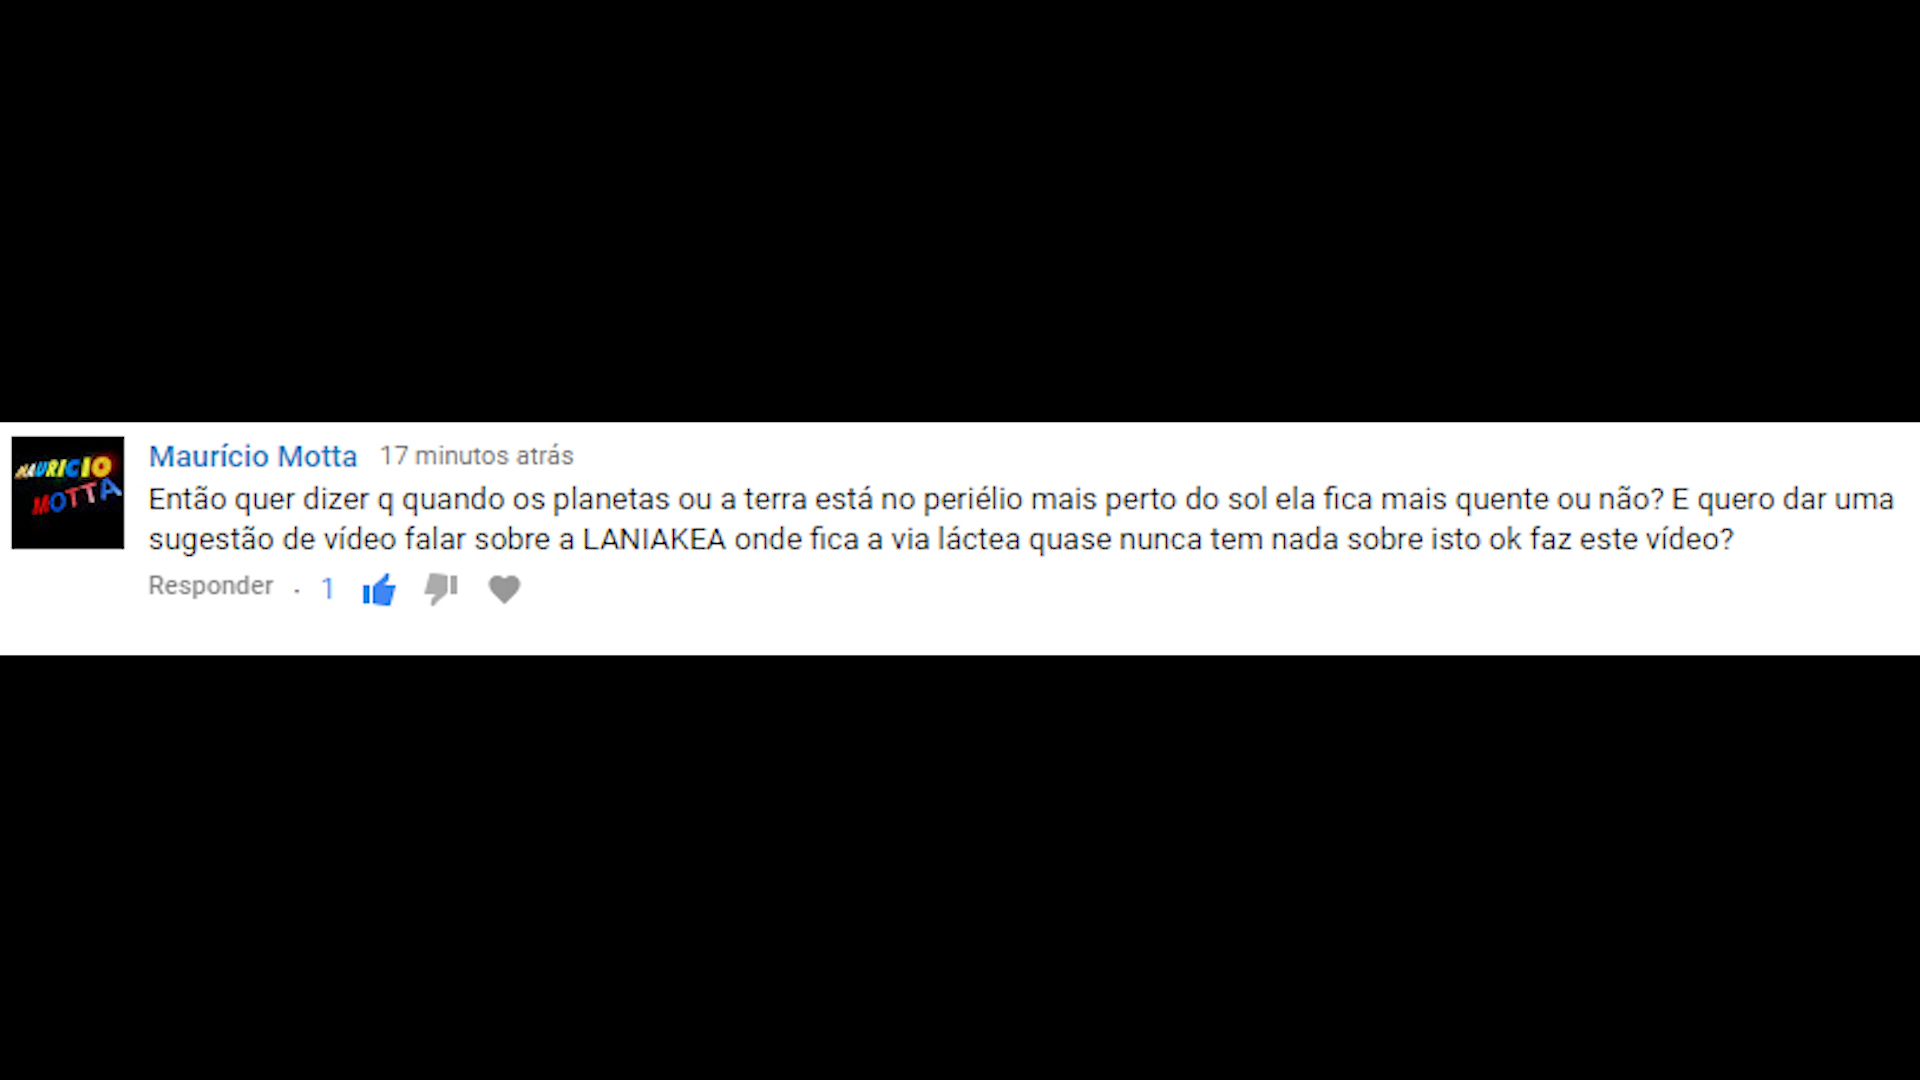 MAURICIO
MOTTA
Maurício Motta 17 minutos atrás
Então quer dizer q quando os planetas ou a terra está no periélio mais perto do sol ela fica mais quente ou não? E quero dar uma
sugestão de vídeo falar sobre a LANIAKEA onde fica a via láctea quase nunca tem nada sobre isto ok faz este vídeo?
Responder . 1